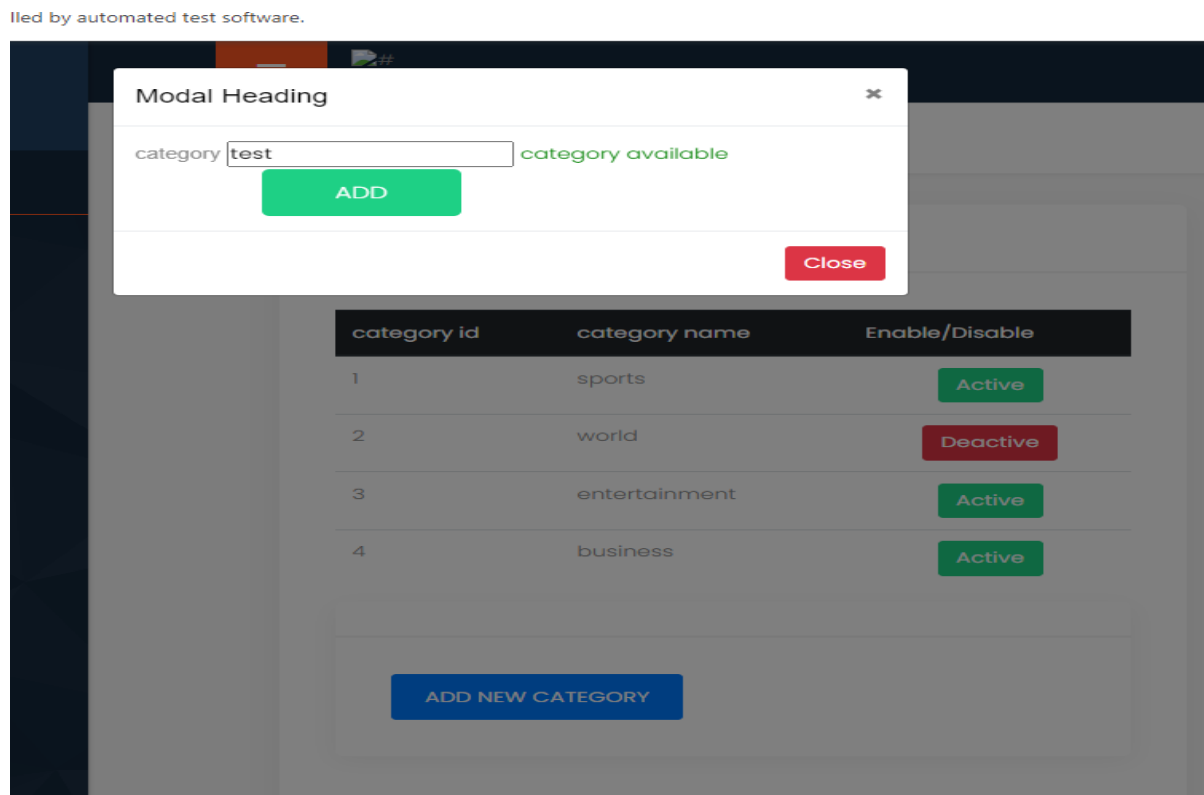 lled by automated test software.
#
Modal Heading ×
category test category available
ADD
Close
category id category name Enable/Disable
1 sports Active
2 world Deactive
3 entertainment Active
4 business Active
ADD NEW CATEGORY